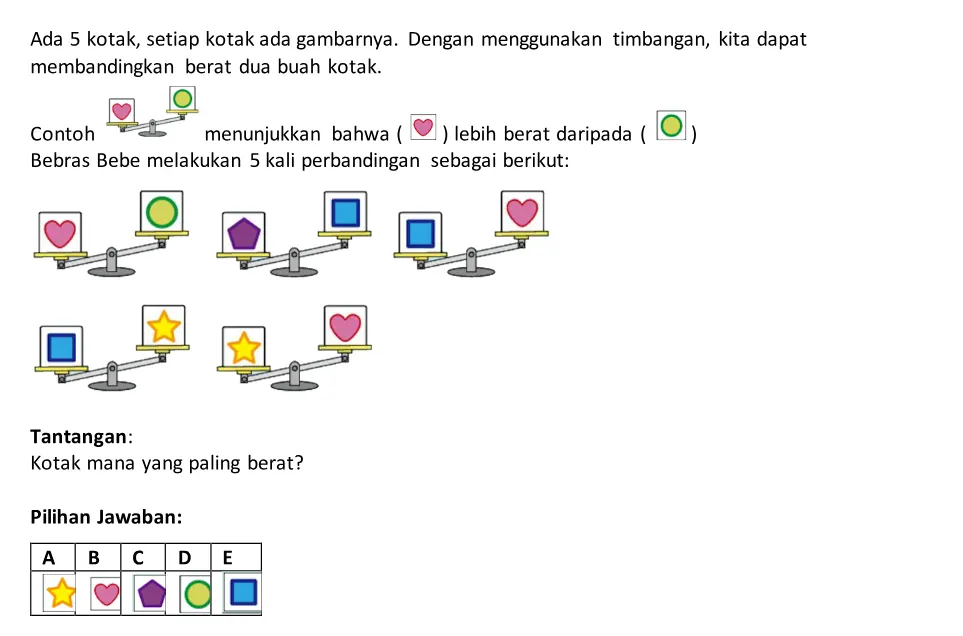 Ada 5 kotak, setiap kotak ada gambarnya. Dengan menggunakan timbangan, kita dapat
membandingkan berat dua buah kotak.
Contoh menunjukkan bahwa ( ) lebih berat daripada ( )
Bebras Bebe melakukan 5 kali perbandingan sebagai berikut:
Tantangan:
Kotak mana yang paling berat?
Pilihan Jawaban:
A B C D E